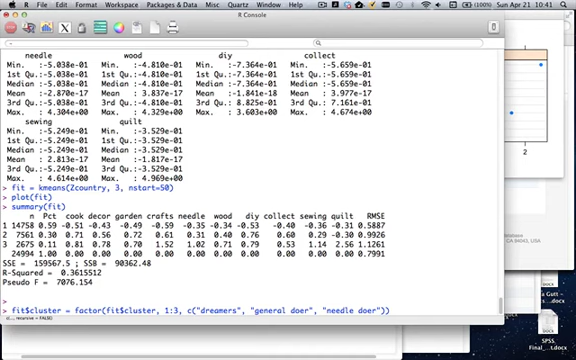 R File Edit Format Workspace Packages & Data Misc Quartz Window Help
Sun Apr 21 10:41
R Console
needle wood diy collect
Min. :-5.038e-01 Min. :-4.810e-01 Min. :-7.364e-01 Min. :-5.659e-01
1st Qu.:-5.038e-01 1st Qu.:-4.810e-01 1st Qu.:-7.364e-01 1st Qu.:-5.659e-01
Median :-5.038e-01 Median :-4.810e-01 Median :-7.364e-01 Median :-5.659e-01
Mean :-2.870e-17 Mean : 3.837e-17 Mean :-1.841e-18 Mean : 3.977e-17
3rd Qu.:-5.038e-01 3rd Qu.:-4.810e-01 3rd Qu.: 8.825e-01 3rd Qu.: 7.161e-01
Max. : 4.304e+00 Max. : 4.329e+00 Max. : 3.603e+00 Max. : 4.674e+00
sewing quilt
Min. :-5.249e-01 Min. :-3.529e-01
1st Qu.:-5.249e-01 1st Qu.:-3.529e-01
Median :-5.249e-01 Median :-3.529e-01
Mean : 2.813e-17 Mean :-1.817e-17
3rd Qu.:-5.249e-01 3rd Qu.:-3.529e-01
Max. : 4.614e+00 Max. : 4.969e+00
> fit = kmeans(Zcountry, 3, nstart=50)
> plot(fit)
> summary(fit)
n Pct cook decor garden crafts needle wood diy collect sewing quilt RMSE
1 14758 0.59 -0.51 -0.43 -0.49 -0.59 -0.35 -0.34 -0.53 -0.40 -0.36 -0.24 0.5887
2 7561 0.30 0.71 0.56 0.72 0.61 0.31 0.40 0.76 0.60 0.29 -0.30 0.9926
3 2675 0.11 0.81 0.78 0.70 1.52 1.02 0.71 0.79 0.53 1.14 2.56 1.1261
4 24994 1.00 0.00 0.00 0.00 0.00 0.00 0.00 0.00 0.00 0.00 0.00 0.7991
SSE = 159567.5 ; SSB = 90362.48
R-Squared = 0.3615512
Pseudo F = 7076.154
>
> fit$cluster = factor(fit$cluster, 1:3, c("dreamers", "general doer", "needle doer"))
2
SPSS_
Final_...docx